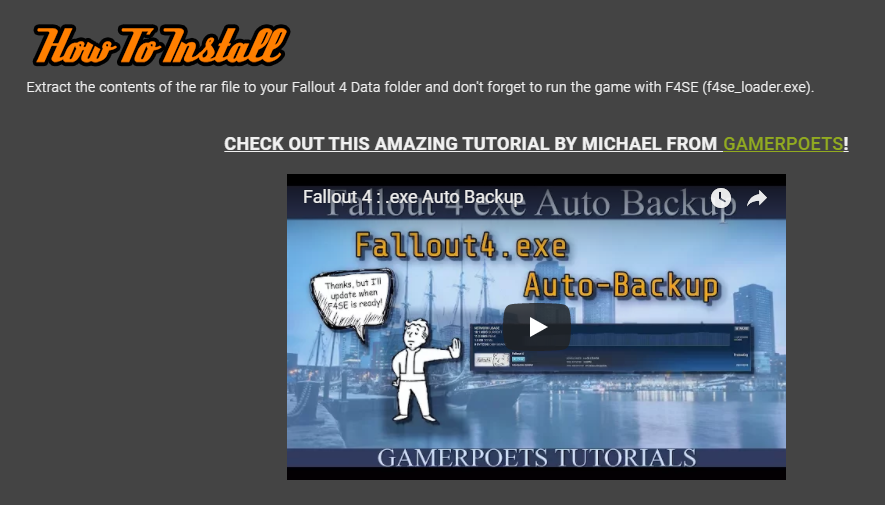 How To Install
Extract the contents of the rar file to your Fallout 4 Data folder and don't forget to run the game with F4SE (f4se_loader.exe).
CHECK OUT THIS AMAZING TUTORIAL BY MICHAEL FROM GAMERPOETS!
Fallout 4 : .exe Auto Backup
Fallout 4 exe Auto Backup
Fallout4.exe
Auto-Backup
Thanks, but I'll
update when
F4SE is ready!
GAMERPOETS TUTORIALS